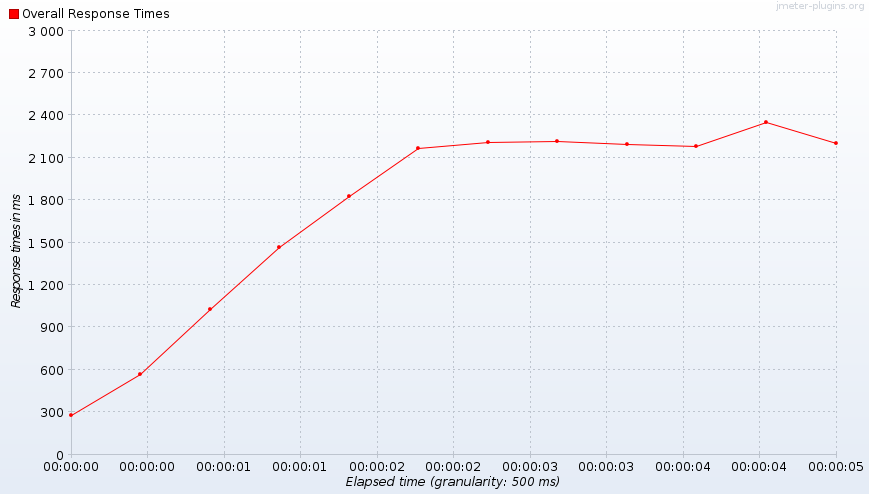 jmeter-plugins.org
Overall Response Times
3 000
2 700
2 400
2 100
1 800
1 500
1 200
900
600
300
0
Response times in ms
00:00:00 00:00:00 00:00:01 00:00:01 00:00:02 00:00:02 00:00:03 00:00:03 00:00:04 00:00:04 00:00:05
Elapsed time (granularity: 500 ms)